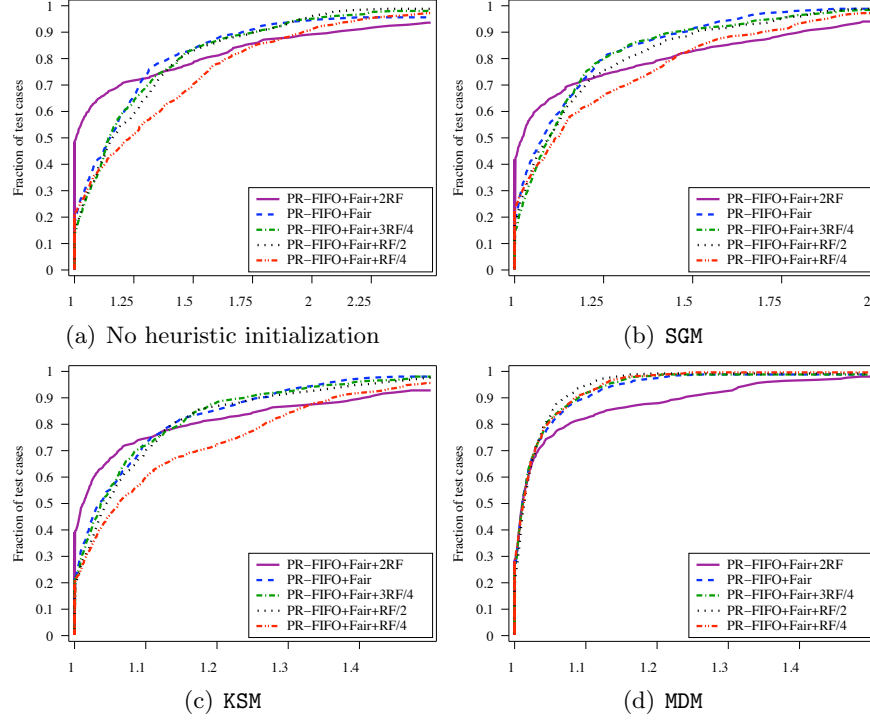 Fraction of test cases
1
0.9
0.8
0.7
0.6
0.5
0.4
0.3
0.2
0.1
0
PR−FIFO+Fair+2RF
PR−FIFO+Fair
PR−FIFO+Fair+3RF/4
PR−FIFO+Fair+RF/2
PR−FIFO+Fair+RF/4
1 1.25 1.5 1.75 2 2.25
(a) No heuristic initialization
Fraction of test cases
1
0.9
0.8
0.7
0.6
0.5
0.4
0.3
0.2
0.1
0
PR−FIFO+Fair+2RF
PR−FIFO+Fair
PR−FIFO+Fair+3RF/4
PR−FIFO+Fair+RF/2
PR−FIFO+Fair+RF/4
1 1.25 1.5 1.75 2
(b) SGM
Fraction of test cases
1
0.9
0.8
0.7
0.6
0.5
0.4
0.3
0.2
0.1
0
PR−FIFO+Fair+2RF
PR−FIFO+Fair
PR−FIFO+Fair+3RF/4
PR−FIFO+Fair+RF/2
PR−FIFO+Fair+RF/4
1 1.1 1.2 1.3 1.4
(c) KSM
Fraction of test cases
1
0.9
0.8
0.7
0.6
0.5
0.4
0.3
0.2
0.1
0
PR−FIFO+Fair+2RF
PR−FIFO+Fair
PR−FIFO+Fair+3RF/4
PR−FIFO+Fair+RF/2
PR−FIFO+Fair+RF/4
1 1.1 1.2 1.3 1.4
(d) MDM